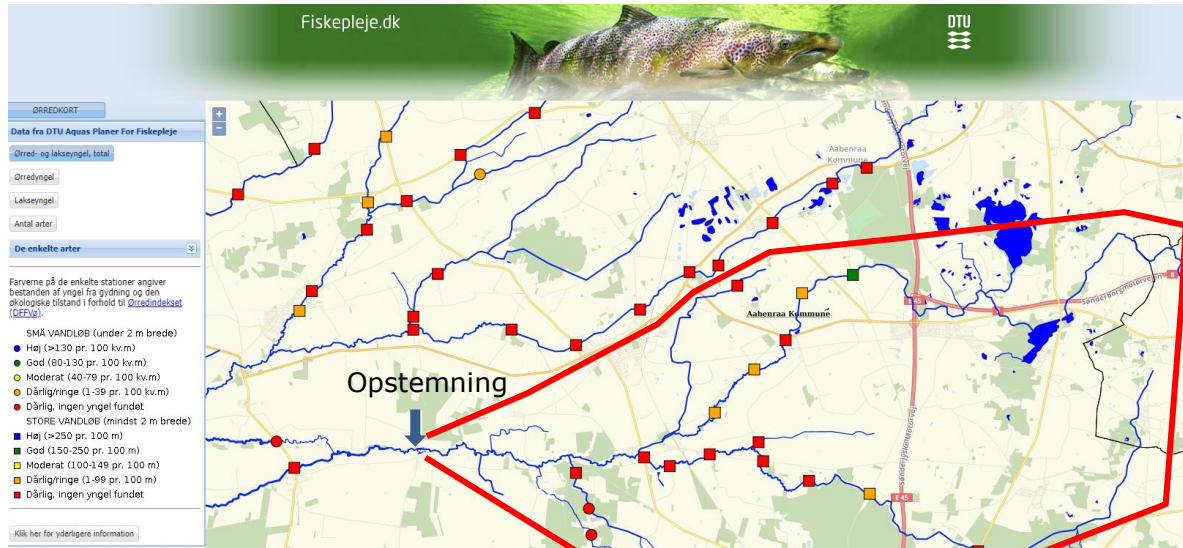 Fiskepleje.dk
DTU
ØRREDKORT
Data fra DTU Aquas Planer For Fiskepleje
Ørred- og lakseyngel, total
Ørredyngel
Lakseyngel
Antal arter
De enkelte arter
Farverne på de enkelte stationer angiver
bestanden af yngel fra gydning og den
økologiske tilstand i forhold til Ørredindekset
(DFFVø).
SMÅ VANDLØB (under 2 m brede)
Høj (>130 pr. 100 kv.m)
God (80-130 pr. 100 kv.m)
Moderat (40-79 pr. 100 kv.m)
Dårlig/ringe (1-39 pr. 100 kv.m)
Dårlig, ingen yngel fundet
STORE VANDLØB (mindst 2 m brede)
Høj (>250 pr. 100 m)
God (150-250 pr. 100 m)
Moderat (100-149 pr. 100 m)
Dårlig/ringe (1-99 pr. 100 m)
Dårlig, ingen yngel fundet
Klik her for yderligere information
+
−
Aabenraa
Kommune
Aabenraa Kommune
Opstemning
E 45
E 45
8
Sønderborgmotorvejen
Sønderjyske Motorvej